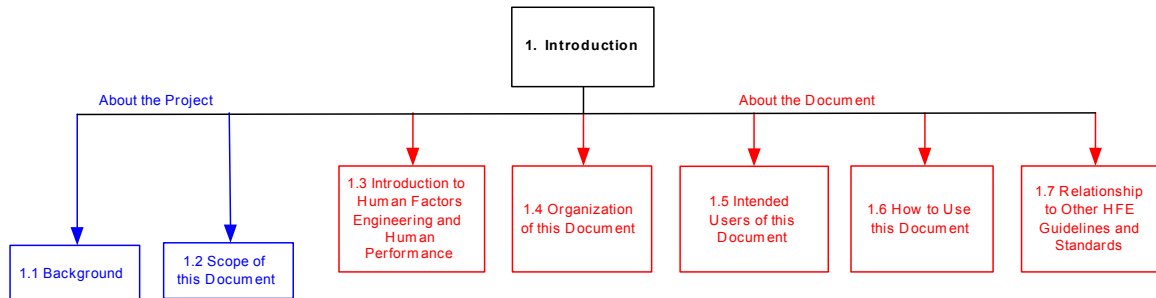 1. Introduction
About the Project
About the Document
1.1 Background
1.2 Scope of
this Document
1.3 Introduction to
Human Factors
Engineering and
Human
Performance
1.4 Organization
of this Document
1.5 Intended
Users of this
Document
1.6 How to Use
this Document
1.7 Relationship
to Other HFE
Guidelines and
Standards